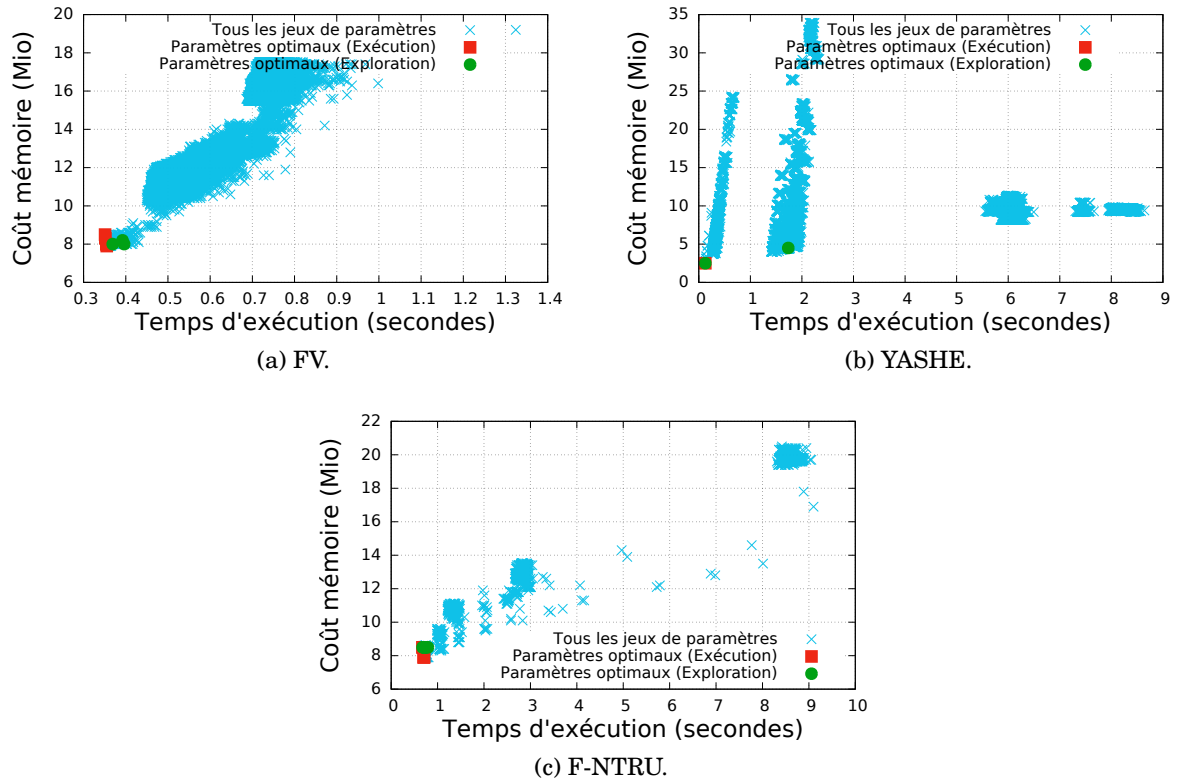 Coût mémoire (Mio)
20
18
16
14
12
10
8
6
Tous les jeux de paramètres
Paramètres optimaux (Exécution)
Paramètres optimaux (Exploration)
0.3 0.4 0.5 0.6 0.7 0.8 0.9 1 1.1 1.2 1.3 1.4
Temps d'exécution (secondes)
(a) FV.
Coût mémoire (Mio)
35
30
25
20
15
10
5
0
Tous les jeux de paramètres
Paramètres optimaux (Exécution)
Paramètres optimaux (Exploration)
0 1 2 3 4 5 6 7 8 9
Temps d'exécution (secondes)
(b) YASHE.
Coût mémoire (Mio)
22
20
18
16
14
12
10
8
6
Tous les jeux de paramètres
Paramètres optimaux (Exécution)
Paramètres optimaux (Exploration)
0 1 2 3 4 5 6 7 8 9 10
Temps d'exécution (secondes)
(c) F-NTRU.